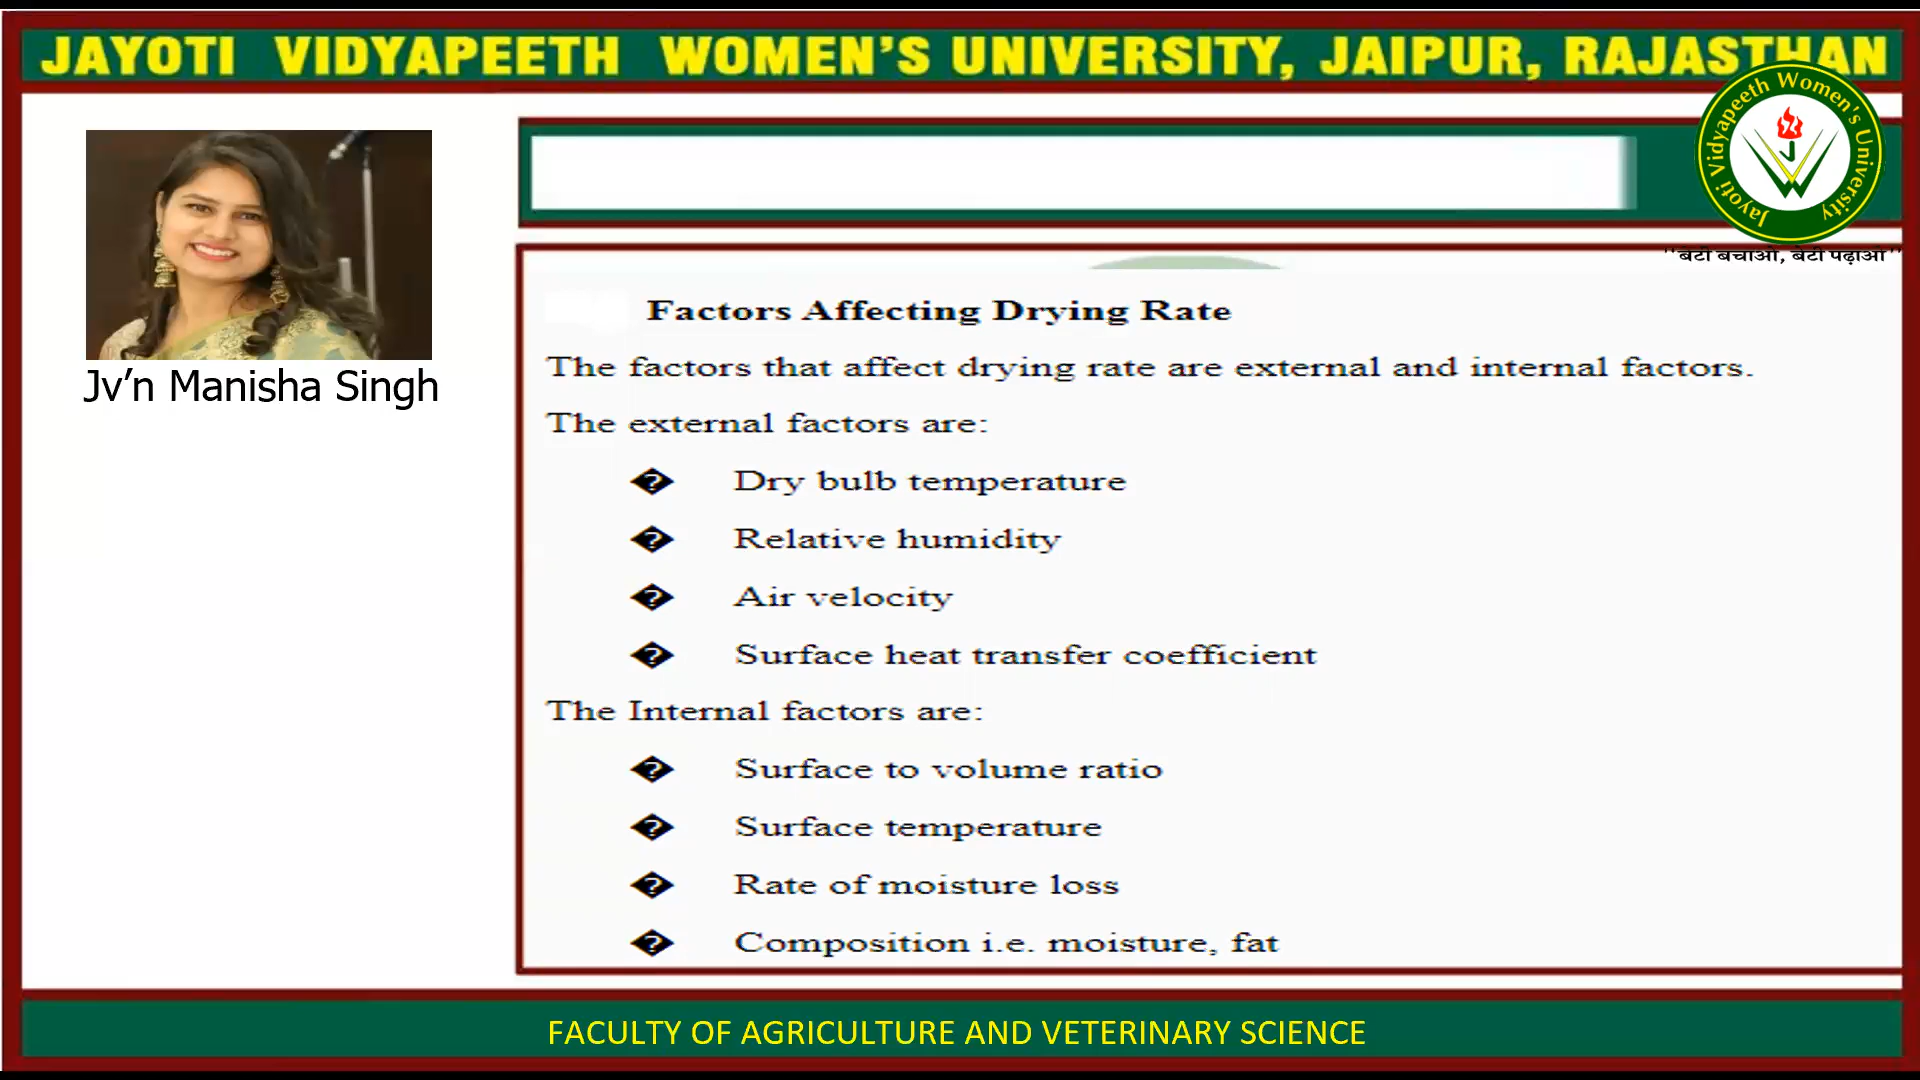 JAYOTI VIDYAPEETH WOMEN'S UNIVERSITY, JAIPUR, RAJASTHAN
Jayoti Vidyapeeth Women's University
"बेटी बचाओ, बेटी पढ़ाओ"
Jv'n Manisha Singh
Factors Affecting Drying Rate
The factors that affect drying rate are external and internal factors.
The external factors are:
� Dry bulb temperature
� Relative humidity
� Air velocity
� Surface heat transfer coefficient
The Internal factors are:
� Surface to volume ratio
� Surface temperature
� Rate of moisture loss
� Composition i.e. moisture, fat
FACULTY OF AGRICULTURE AND VETERINARY SCIENCE